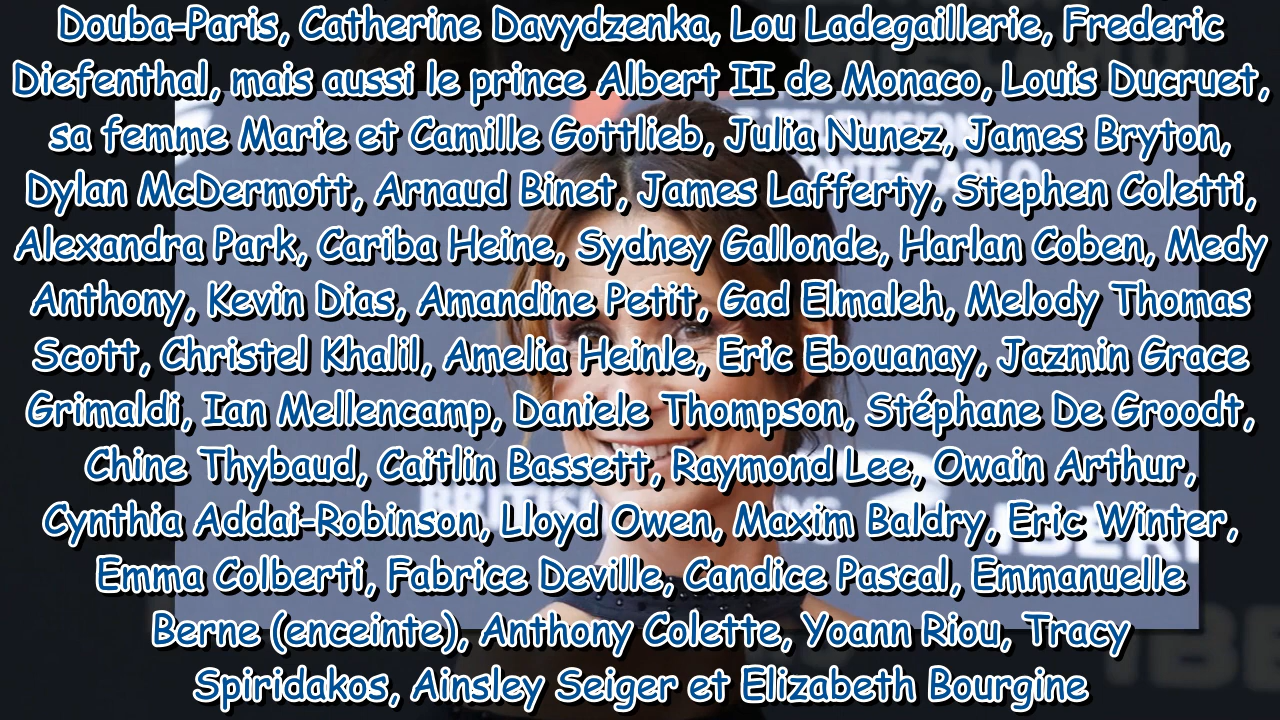 Douba-Paris, Catherine Davydzenka, Lou Ladegaillerie, Frederic
Diefenthal, mais aussi le prince Albert II de Monaco, Louis Ducruet,
sa femme Marie et Camille Gottlieb, Julia Nunez, James Bryton,
Dylan McDermott, Arnaud Binet, James Lafferty, Stephen Coletti,
Alexandra Park, Cariba Heine, Sydney Gallonde, Harlan Coben, Medy
Anthony, Kevin Dias, Amandine Petit, Gad Elmaleh, Melody Thomas
Scott, Christel Khalil, Amelia Heinle, Eric Ebouanay, Jazmin Grace
Grimaldi, Ian Mellencamp, Daniele Thompson, Stéphane De Groodt,
Chine Thybaud, Caitlin Bassett, Raymond Lee, Owain Arthur,
Cynthia Addai-Robinson, Lloyd Owen, Maxim Baldry, Eric Winter,
Emma Colberti, Fabrice Deville, Candice Pascal, Emmanuelle
Berne (enceinte), Anthony Colette, Yoann Riou, Tracy
Spiridakos, Ainsley Seiger et Elizabeth Bourgine